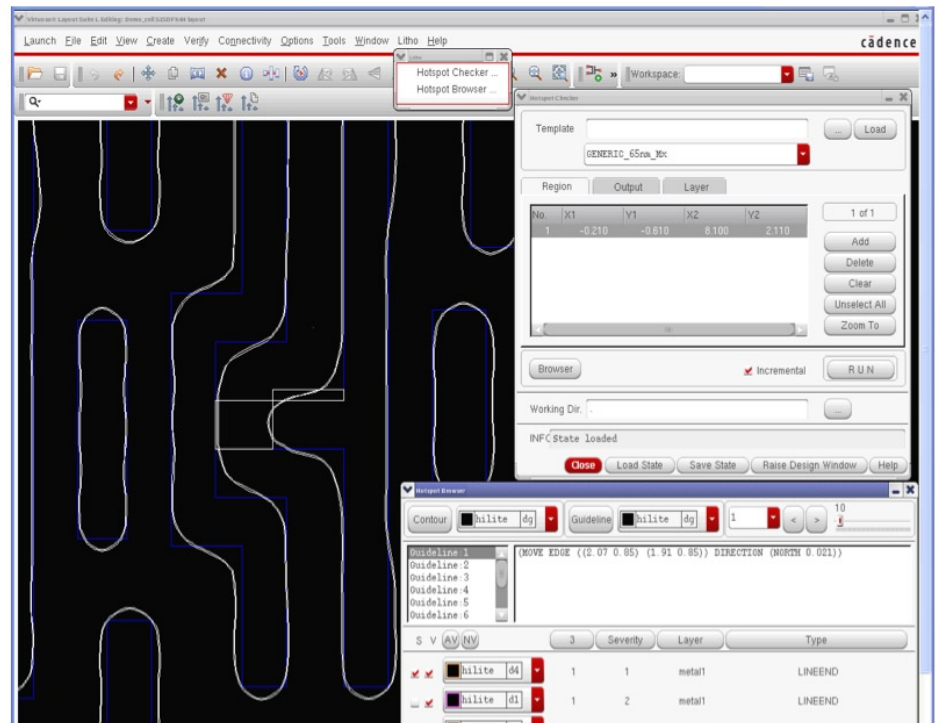 Virtuoso® Layout Suite L Editing: Demo_cell
Launch File Edit View Create Verify Connectivity Options Tools Window Litho Help
cādence
Litho
Hotspot Checker ...
Hotspot Browser ...
» Workspace:
Q
Hotspot Checker
Template
... Load
GENERIC_65nm_Mx
Region Output Layer
No. X1 Y1 X2 Y2
1 -0.210 -0.610 8.100 2.110
1 of 1
Add
Delete
Clear
Unselect All
Zoom To
Browser Incremental RUN
Working Dir. . ...
INFO State loaded
Close Load State Save State Raise Design Window Help
Hotspot Browser
Contour hilite dg Guideline hilite dg 1 < > 10
Guideline:1 (MOVE EDGE ((2.07 0.85) (1.91 0.85)) DIRECTION (NORTH 0.021))
Guideline:2
Guideline:3
Guideline:4
Guideline:5
Guideline:6
S V AV NV 3 Severity Layer Type
hilite d4 1 1 metal1 LINEEND
hilite d1 1 2 metal1 LINEEND